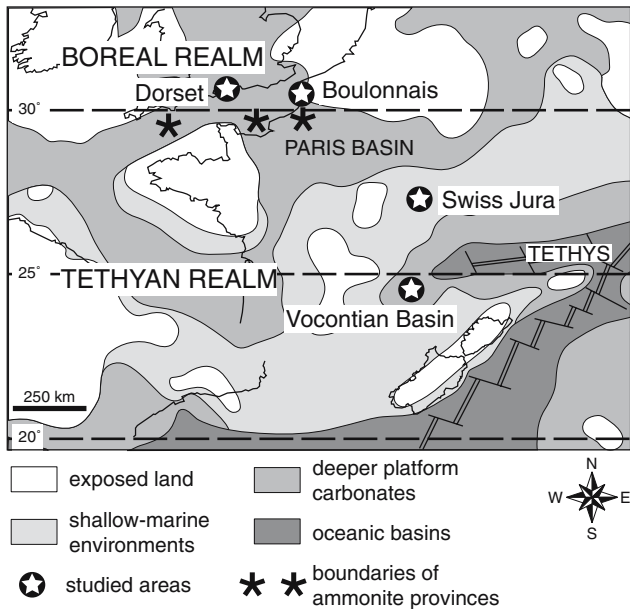 BOREAL REALM
Dorset
Boulonnais
30°
PARIS BASIN
Swiss Jura
TETHYS
25°
TETHYAN REALM
Vocontian Basin
250 km
20°
exposed land
deeper platform
carbonates
shallow-marine
environments
oceanic basins
studied areas
boundaries of
ammonite provinces
N
W
E
S